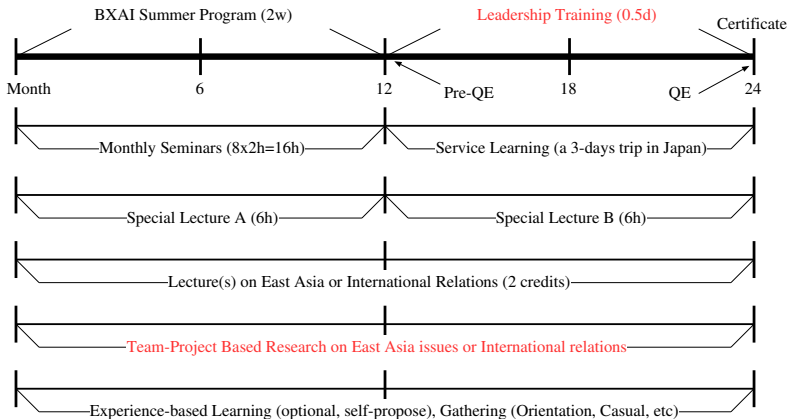 BXAI Summer Program (2w)
Leadership Training (0.5d)
Certificate
Month
6
12
18
24
Pre-QE
QE
Monthly Seminars (8x2h=16h)
Service Learning (a 3-days trip in Japan)
Special Lecture A (6h)
Special Lecture B (6h)
Lecture(s) on East Asia or International Relations (2 credits)
Team-Project Based Research on East Asia issues or International relations
Experience-based Learning (optional, self-propose), Gathering (Orientation, Casual, etc)